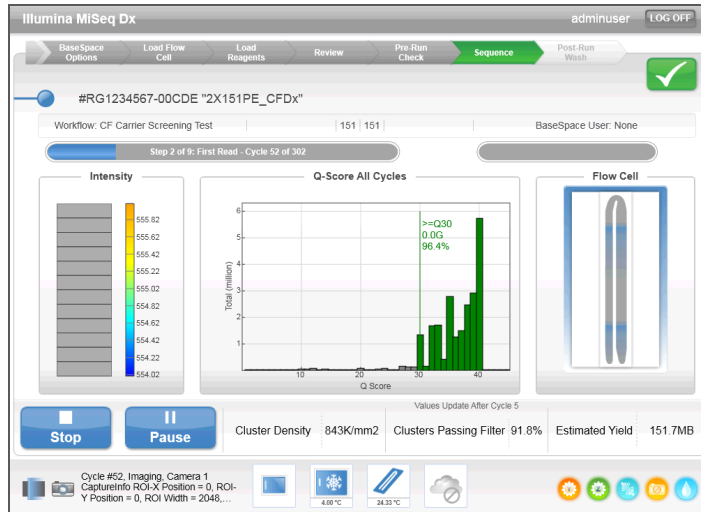 Illumina MiSeq Dx
adminuser
LOG OFF
BaseSpace
Options
Load Flow
Cell
Load
Reagents
Review
Pre-Run
Check
Sequence
Post-Run
Wash
#RG1234567-00CDE "2X151PE_CFDx"
Workflow: CF Carrier Screening Test
151 151
BaseSpace User: None
Step 2 of 9: First Read - Cycle 52 of 302
Intensity
555.82
555.62
555.42
555.22
555.02
554.82
554.62
554.42
554.22
554.02
Q-Score All Cycles
Total (million)
6
5
4
3
2
1
>=Q30
0.0G
96.4%
10 20 30 40
Q Score
Flow Cell
Values Update After Cycle 5
Stop
Pause
Cluster Density 843K/mm2
Clusters Passing Filter 91.8%
Estimated Yield 151.7MB
Cycle #52, Imaging, Camera 1
CaptureInfo ROI-X Position = 0, ROI-
Y Position = 0, ROI Width = 2048,...
4.00 °C
24.33 °C